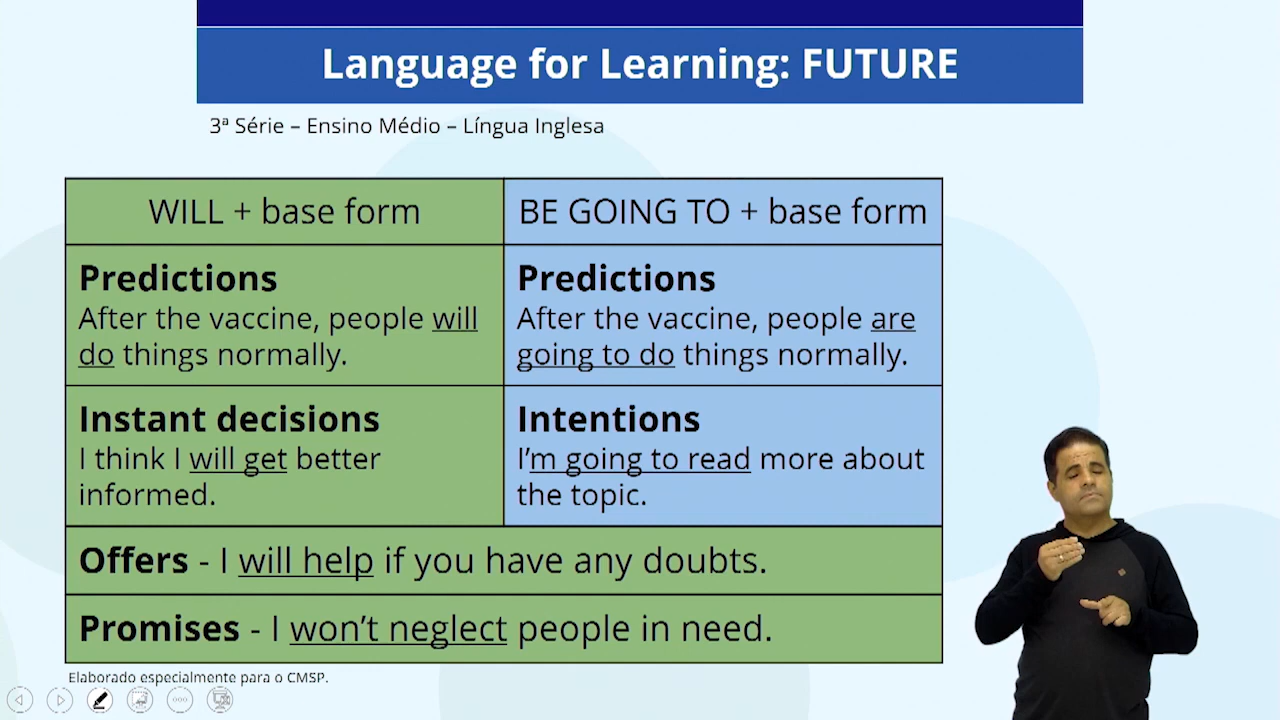 Language for Learning: FUTURE
3ª Série – Ensino Médio – Língua Inglesa
WILL + base form
BE GOING TO + base form
Predictions
After the vaccine, people will
do things normally.
Predictions
After the vaccine, people are
going to do things normally.
Instant decisions
I think I will get better
informed.
Intentions
I'm going to read more about
the topic.
Offers - I will help if you have any doubts.
Promises - I won't neglect people in need.
Elaborado especialmente para o CMSP.